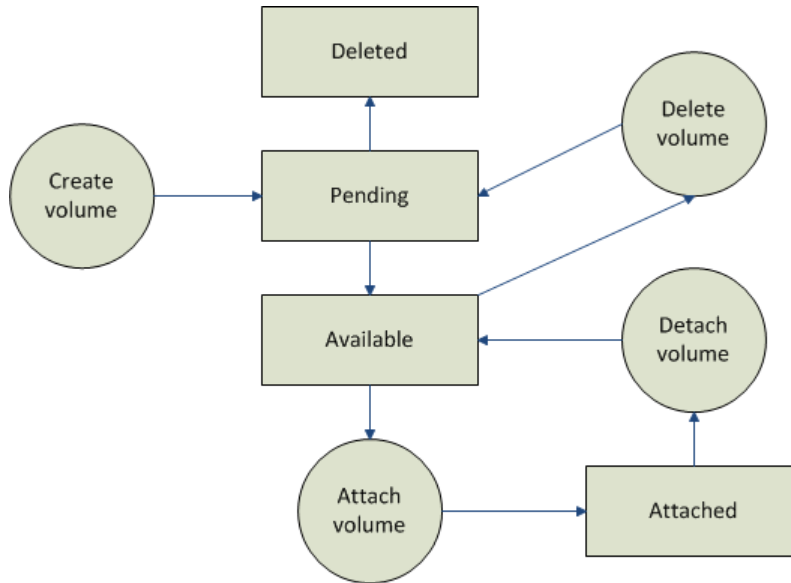 Deleted
Delete
volume
Create
volume
Pending
Available
Detach
volume
Attach
volume
Attached